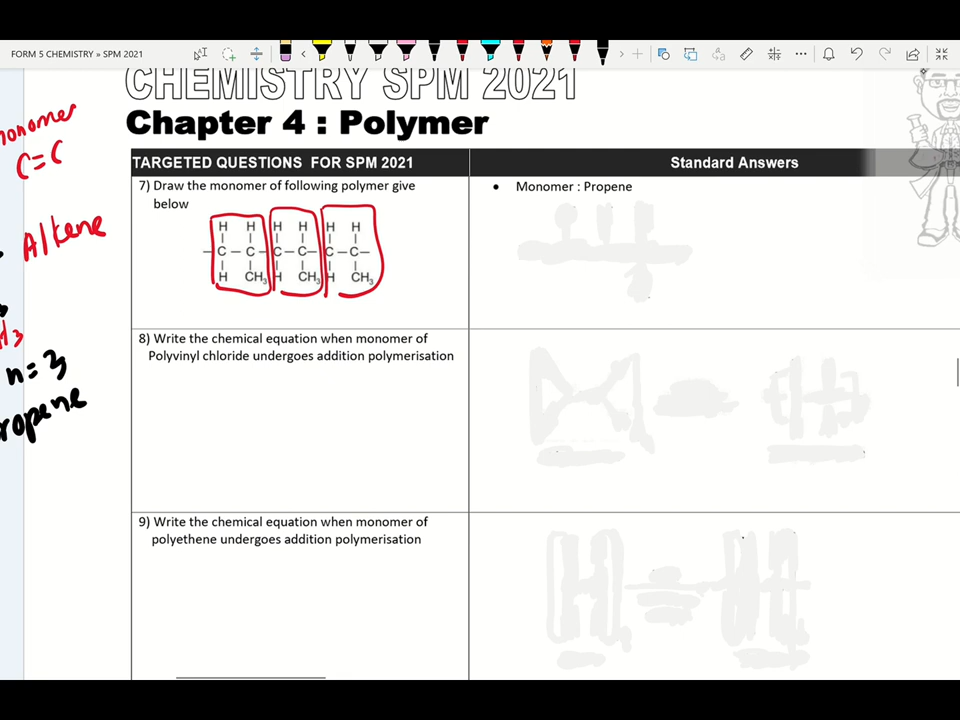 FORM 5 CHEMISTRY » SPM 2021
CHEMISTRY SPM 2021
Chapter 4 : Polymer
monomer
C=C
Alkene
n=3
ropene
TARGETED QUESTIONS FOR SPM 2021
Standard Answers
7) Draw the monomer of following polymer give
below
H H H H H H
- C - C - C - C - C - C -
H CH3 H CH3 H CH3
• Monomer : Propene
8) Write the chemical equation when monomer of
Polyvinyl chloride undergoes addition polymerisation
9) Write the chemical equation when monomer of
polyethene undergoes addition polymerisation